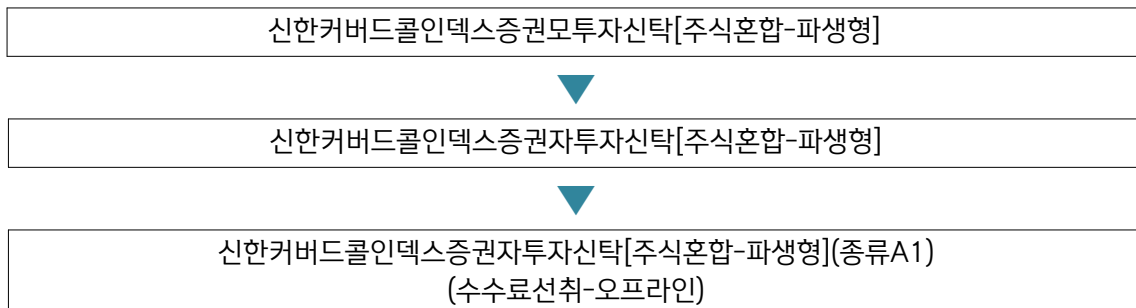 신한커버드콜인덱스증권모투자신탁[주식혼합-파생형]
신한커버드콜인덱스증권자투자신탁[주식혼합-파생형]
신한커버드콜인덱스증권자투자신탁[주식혼합-파생형](종류A1)
(수수료선취-오프라인)